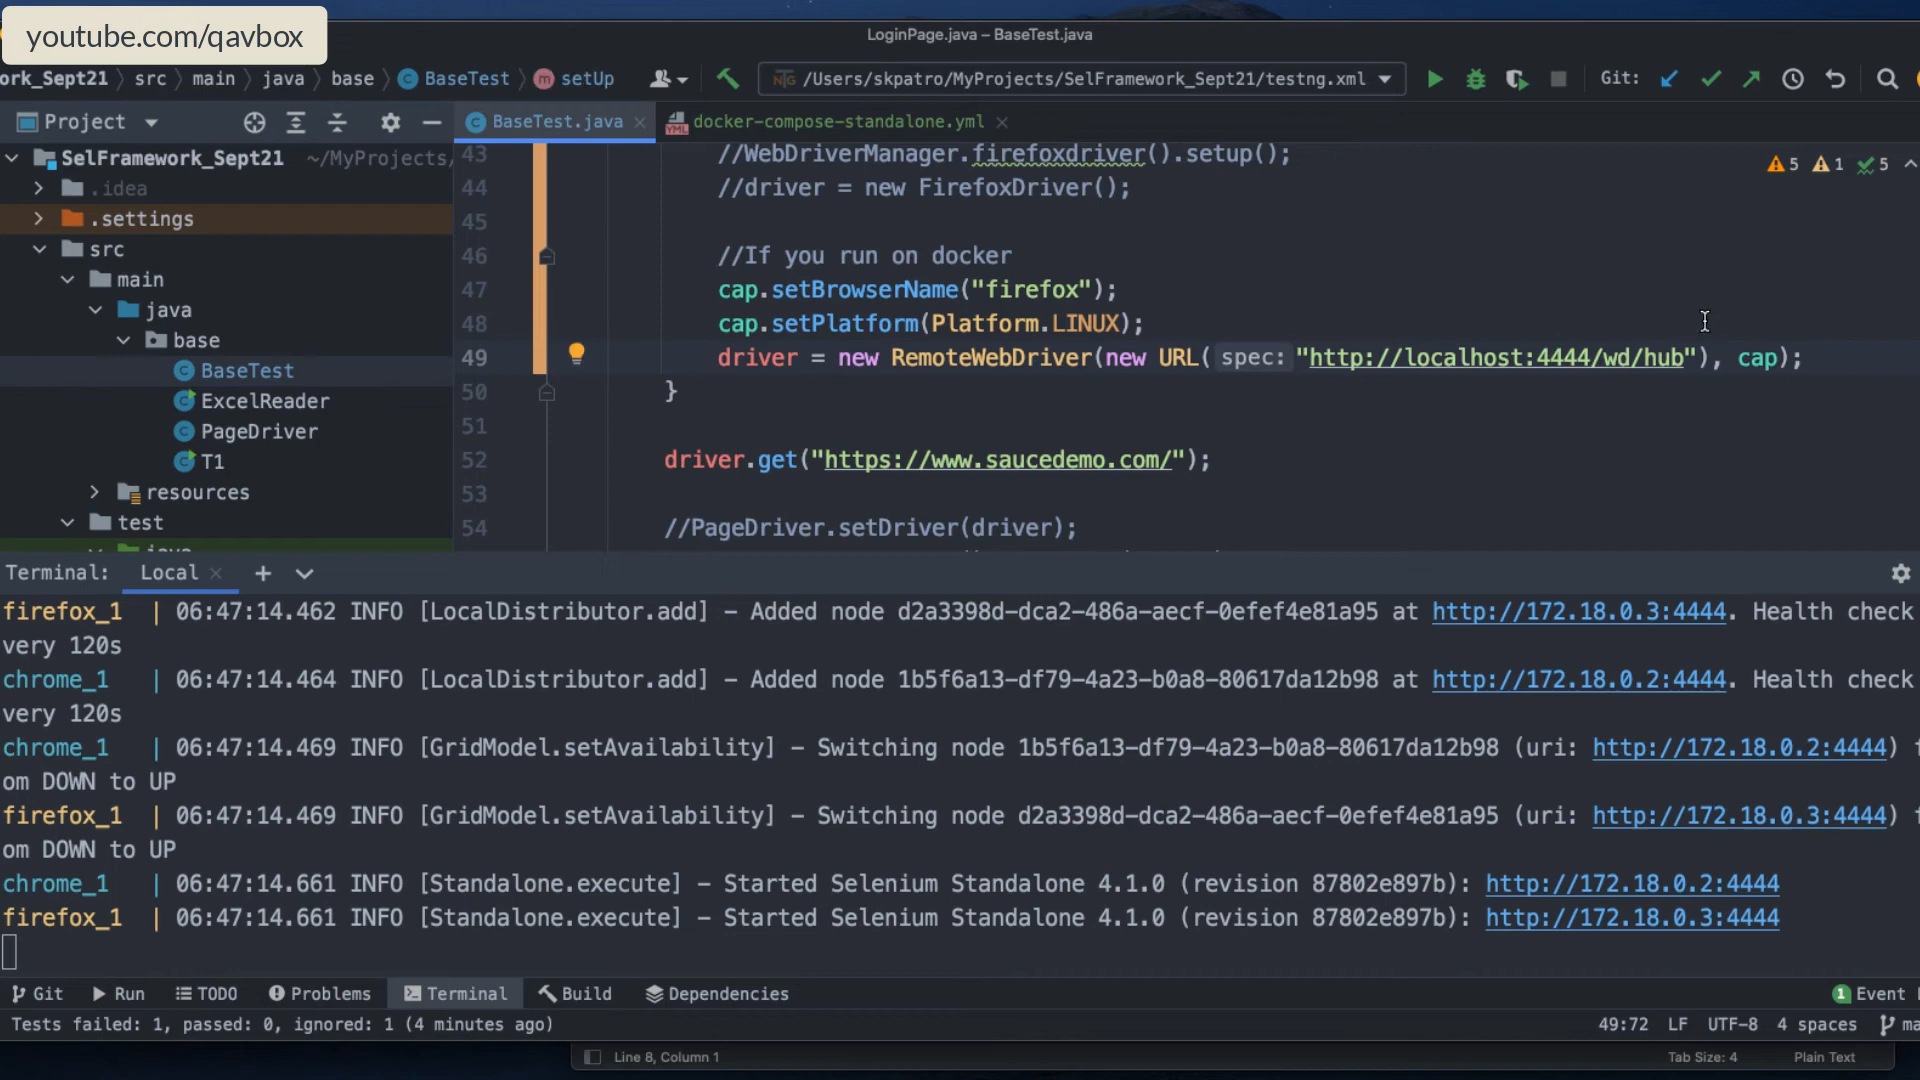 youtube.com/qavbox
LoginPage.java – BaseTest.java
ork_Sept21 src main java base BaseTest setUp /Users/skpatro/MyProjects/SelFramework_Sept21/testng.xml Git:
Project BaseTest.java docker-compose-standalone.yml
SelFramework_Sept21 ~/MyProjects/
.idea
.settings
src
main
java
base
BaseTest
ExcelReader
PageDriver
T1
resources
test
43 //WebDriverManager.firefoxdriver().setup();
5 1 5
44 //driver = new FirefoxDriver();
45
46 //If you run on docker
47 cap.setBrowserName("firefox");
48 cap.setPlatform(Platform.LINUX);
49 driver = new RemoteWebDriver(new URL( spec: "http://localhost:4444/wd/hub"), cap);
50 }
51
52 driver.get("https://www.saucedemo.com/");
53
54 //PageDriver.setDriver(driver);
Terminal: Local
firefox_1 | 06:47:14.462 INFO [LocalDistributor.add] - Added node d2a3398d-dca2-486a-aecf-0efef4e81a95 at http://172.18.0.3:4444. Health check
very 120s
chrome_1 | 06:47:14.464 INFO [LocalDistributor.add] - Added node 1b5f6a13-df79-4a23-b0a8-80617da12b98 at http://172.18.0.2:4444. Health check
very 120s
chrome_1 | 06:47:14.469 INFO [GridModel.setAvailability] - Switching node 1b5f6a13-df79-4a23-b0a8-80617da12b98 (uri: http://172.18.0.2:4444) f
om DOWN to UP
firefox_1 | 06:47:14.469 INFO [GridModel.setAvailability] - Switching node d2a3398d-dca2-486a-aecf-0efef4e81a95 (uri: http://172.18.0.3:4444) f
om DOWN to UP
chrome_1 | 06:47:14.661 INFO [Standalone.execute] - Started Selenium Standalone 4.1.0 (revision 87802e897b): http://172.18.0.2:4444
firefox_1 | 06:47:14.661 INFO [Standalone.execute] - Started Selenium Standalone 4.1.0 (revision 87802e897b): http://172.18.0.3:4444
Git Run TODO Problems Terminal Build Dependencies 1 Event
Tests failed: 1, passed: 0, ignored: 1 (4 minutes ago) 49:72 LF UTF-8 4 spaces ma
Line 8, Column 1 Tab Size: 4 Plain Text